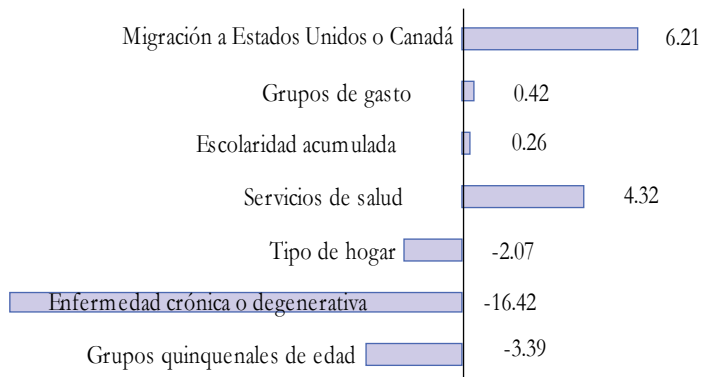 Migración a Estados Unidos o Canadá 6.21
Grupos de gasto 0.42
Escolaridad acumulada 0.26
Servicios de salud 4.32
Tipo de hogar -2.07
Enfermedad crónica o degenerativa -16.42
Grupos quinquenales de edad -3.39